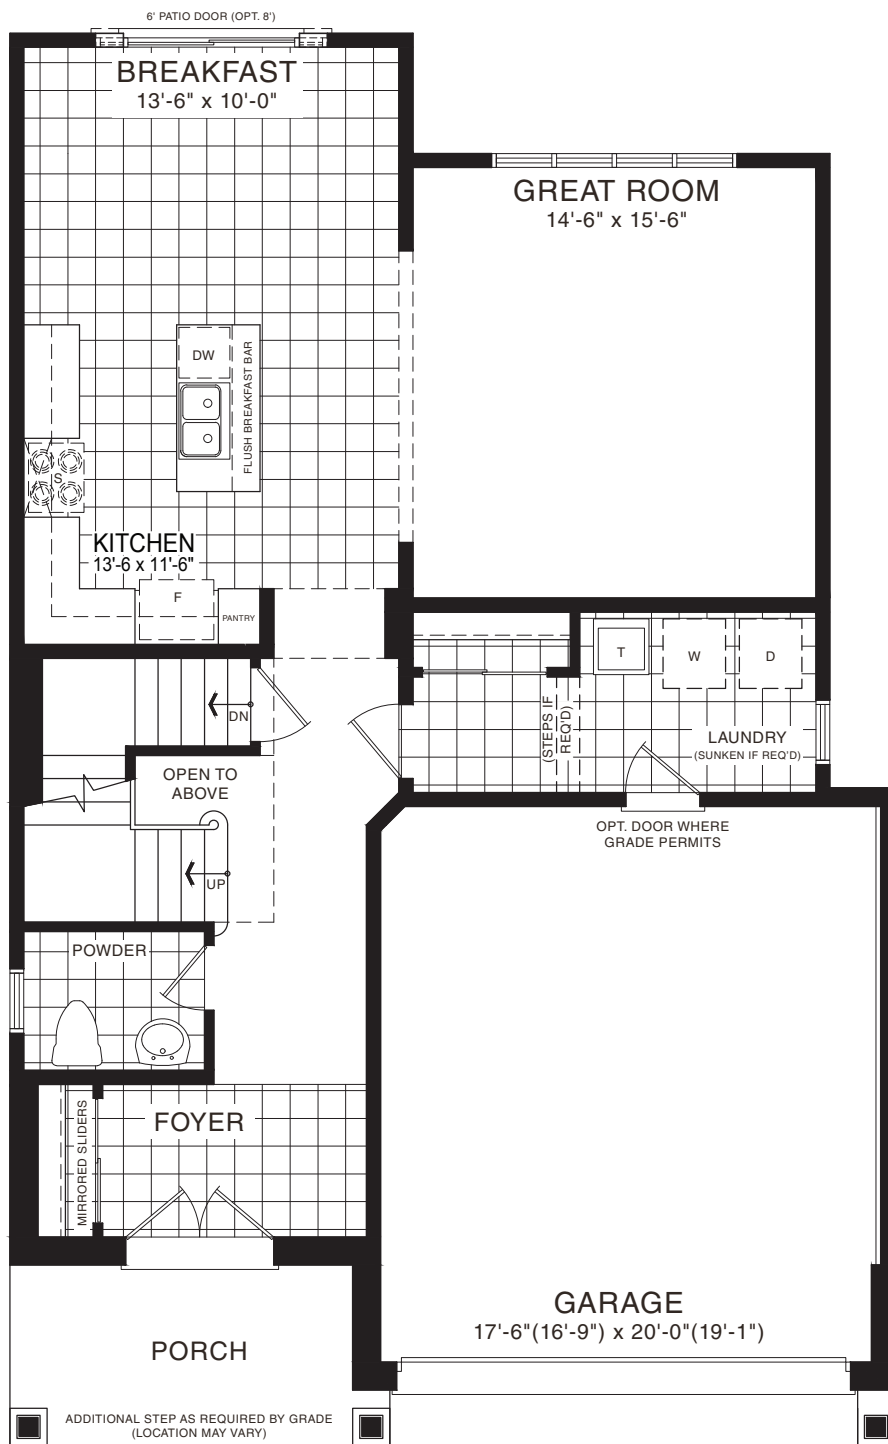 6' PATIO DOOR (OPT. 8')
BREAKFAST
13'-6" x 10'-0"
GREAT ROOM
14'-6" x 15'-6"
DW
FLUSH BREAKFAST BAR
S
KITCHEN
13'-6 x 11'-6"
F
PANTRY
T
W
D
DN
(STEPS IF
REQ'D)
LAUNDRY
(SUNKEN IF REQ'D)
OPEN TO
ABOVE
OPT. DOOR WHERE
GRADE PERMITS
UP
POWDER
MIRRORED SLIDERS
FOYER
GARAGE
17'-6"(16'-9") x 20'-0"(19'-1")
PORCH
ADDITIONAL STEP AS REQUIRED BY GRADE
(LOCATION MAY VARY)